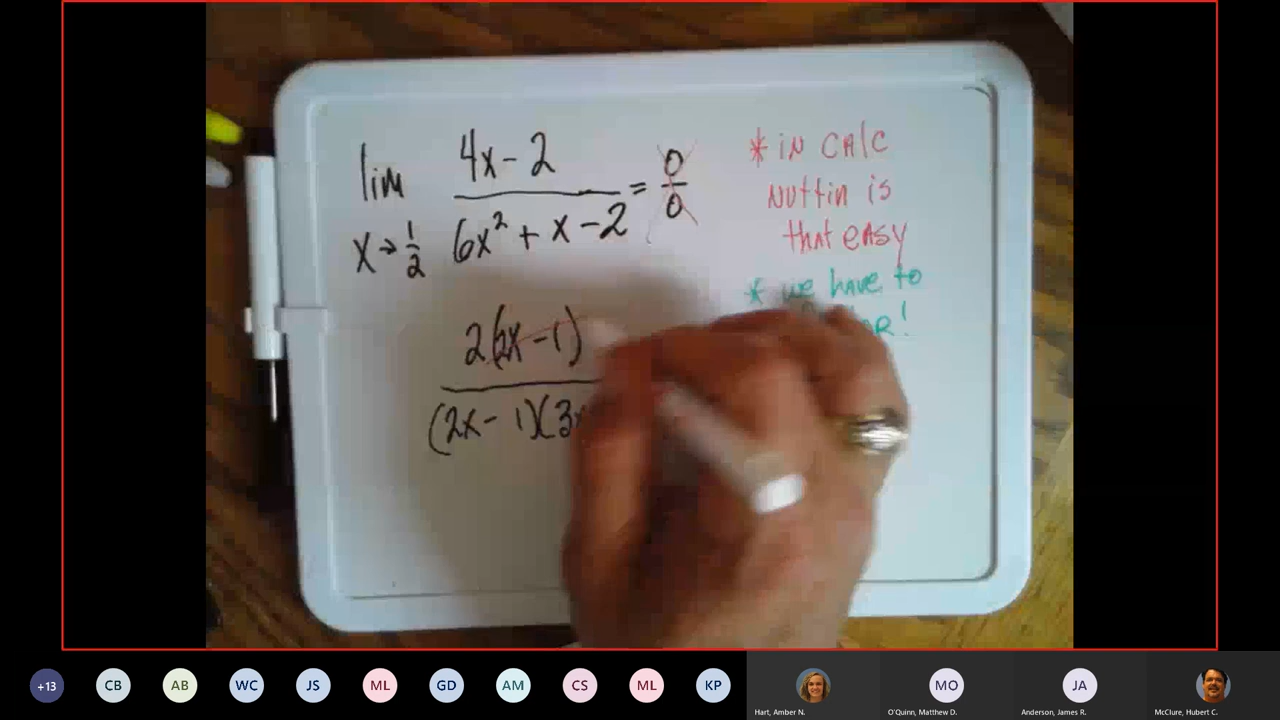 lim 4x - 2 = 0
x→1/2 6x² + x - 2 0
2(2x - 1)
(2x - 1)(3x
* IN CALC
NUTTIN IS
that EASY
* we have to
R!
+13 CB AB WC JS ML GD AM CS ML KP MO JA
Hart, Amber N. O'Quinn, Matthew D. Anderson, James R. McClure, Hubert C.